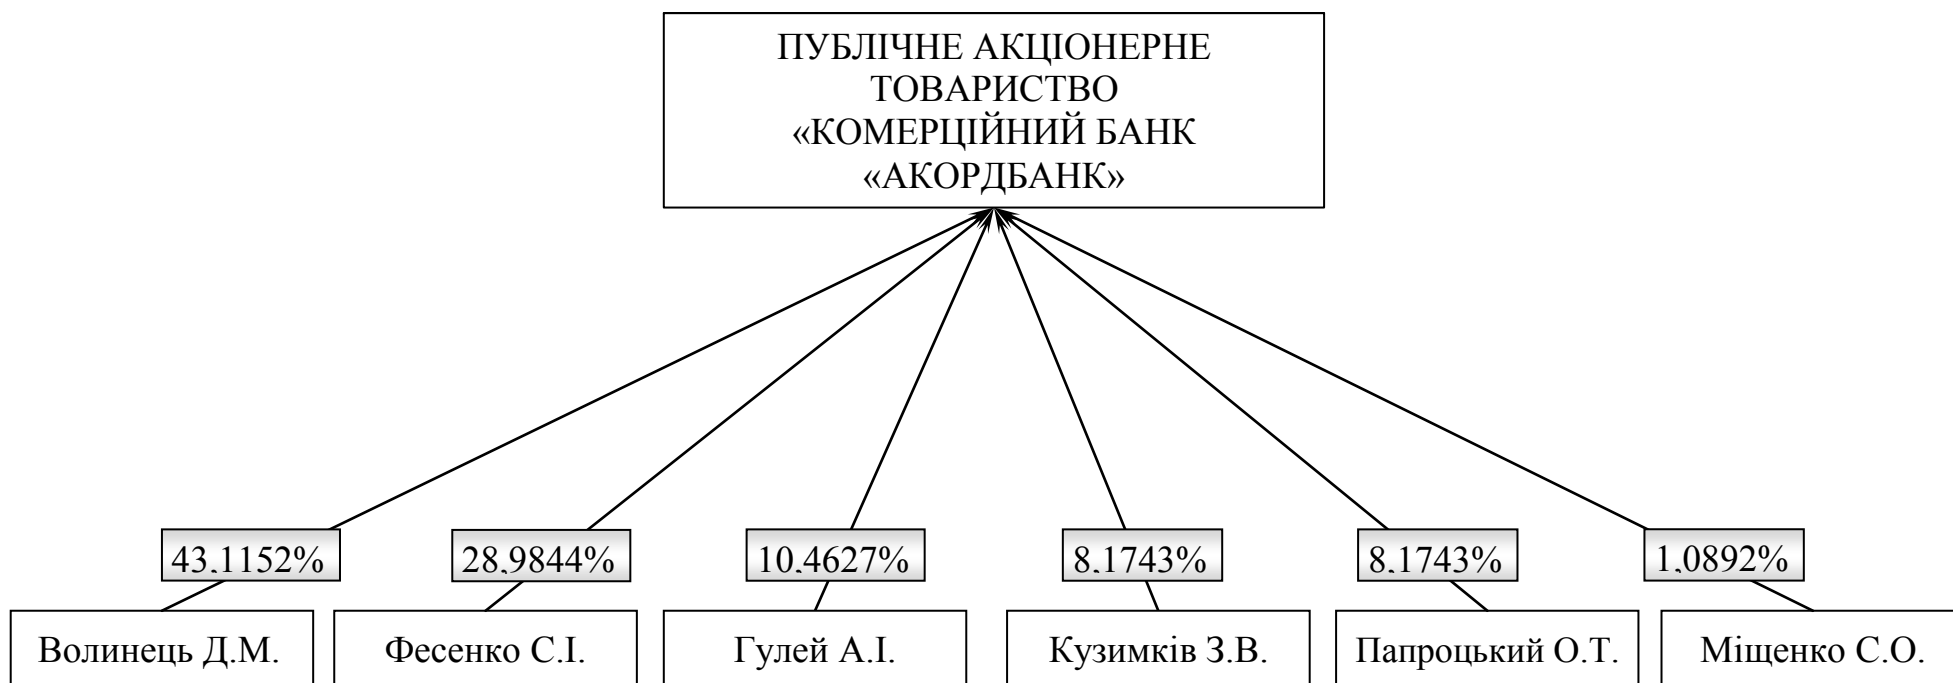 ПУБЛІЧНЕ АКЦІОНЕРНЕ
ТОВАРИСТВО
«КОМЕРЦІЙНИЙ БАНК
«АКОРДБАНК»
43,1152%
28,9844%
10,4627%
8,1743%
8,1743%
1,0892%
Волинець Д.М.
Фесенко С.І.
Гулей А.І.
Кузимків З.В.
Папроцький О.Т.
Міщенко С.О.